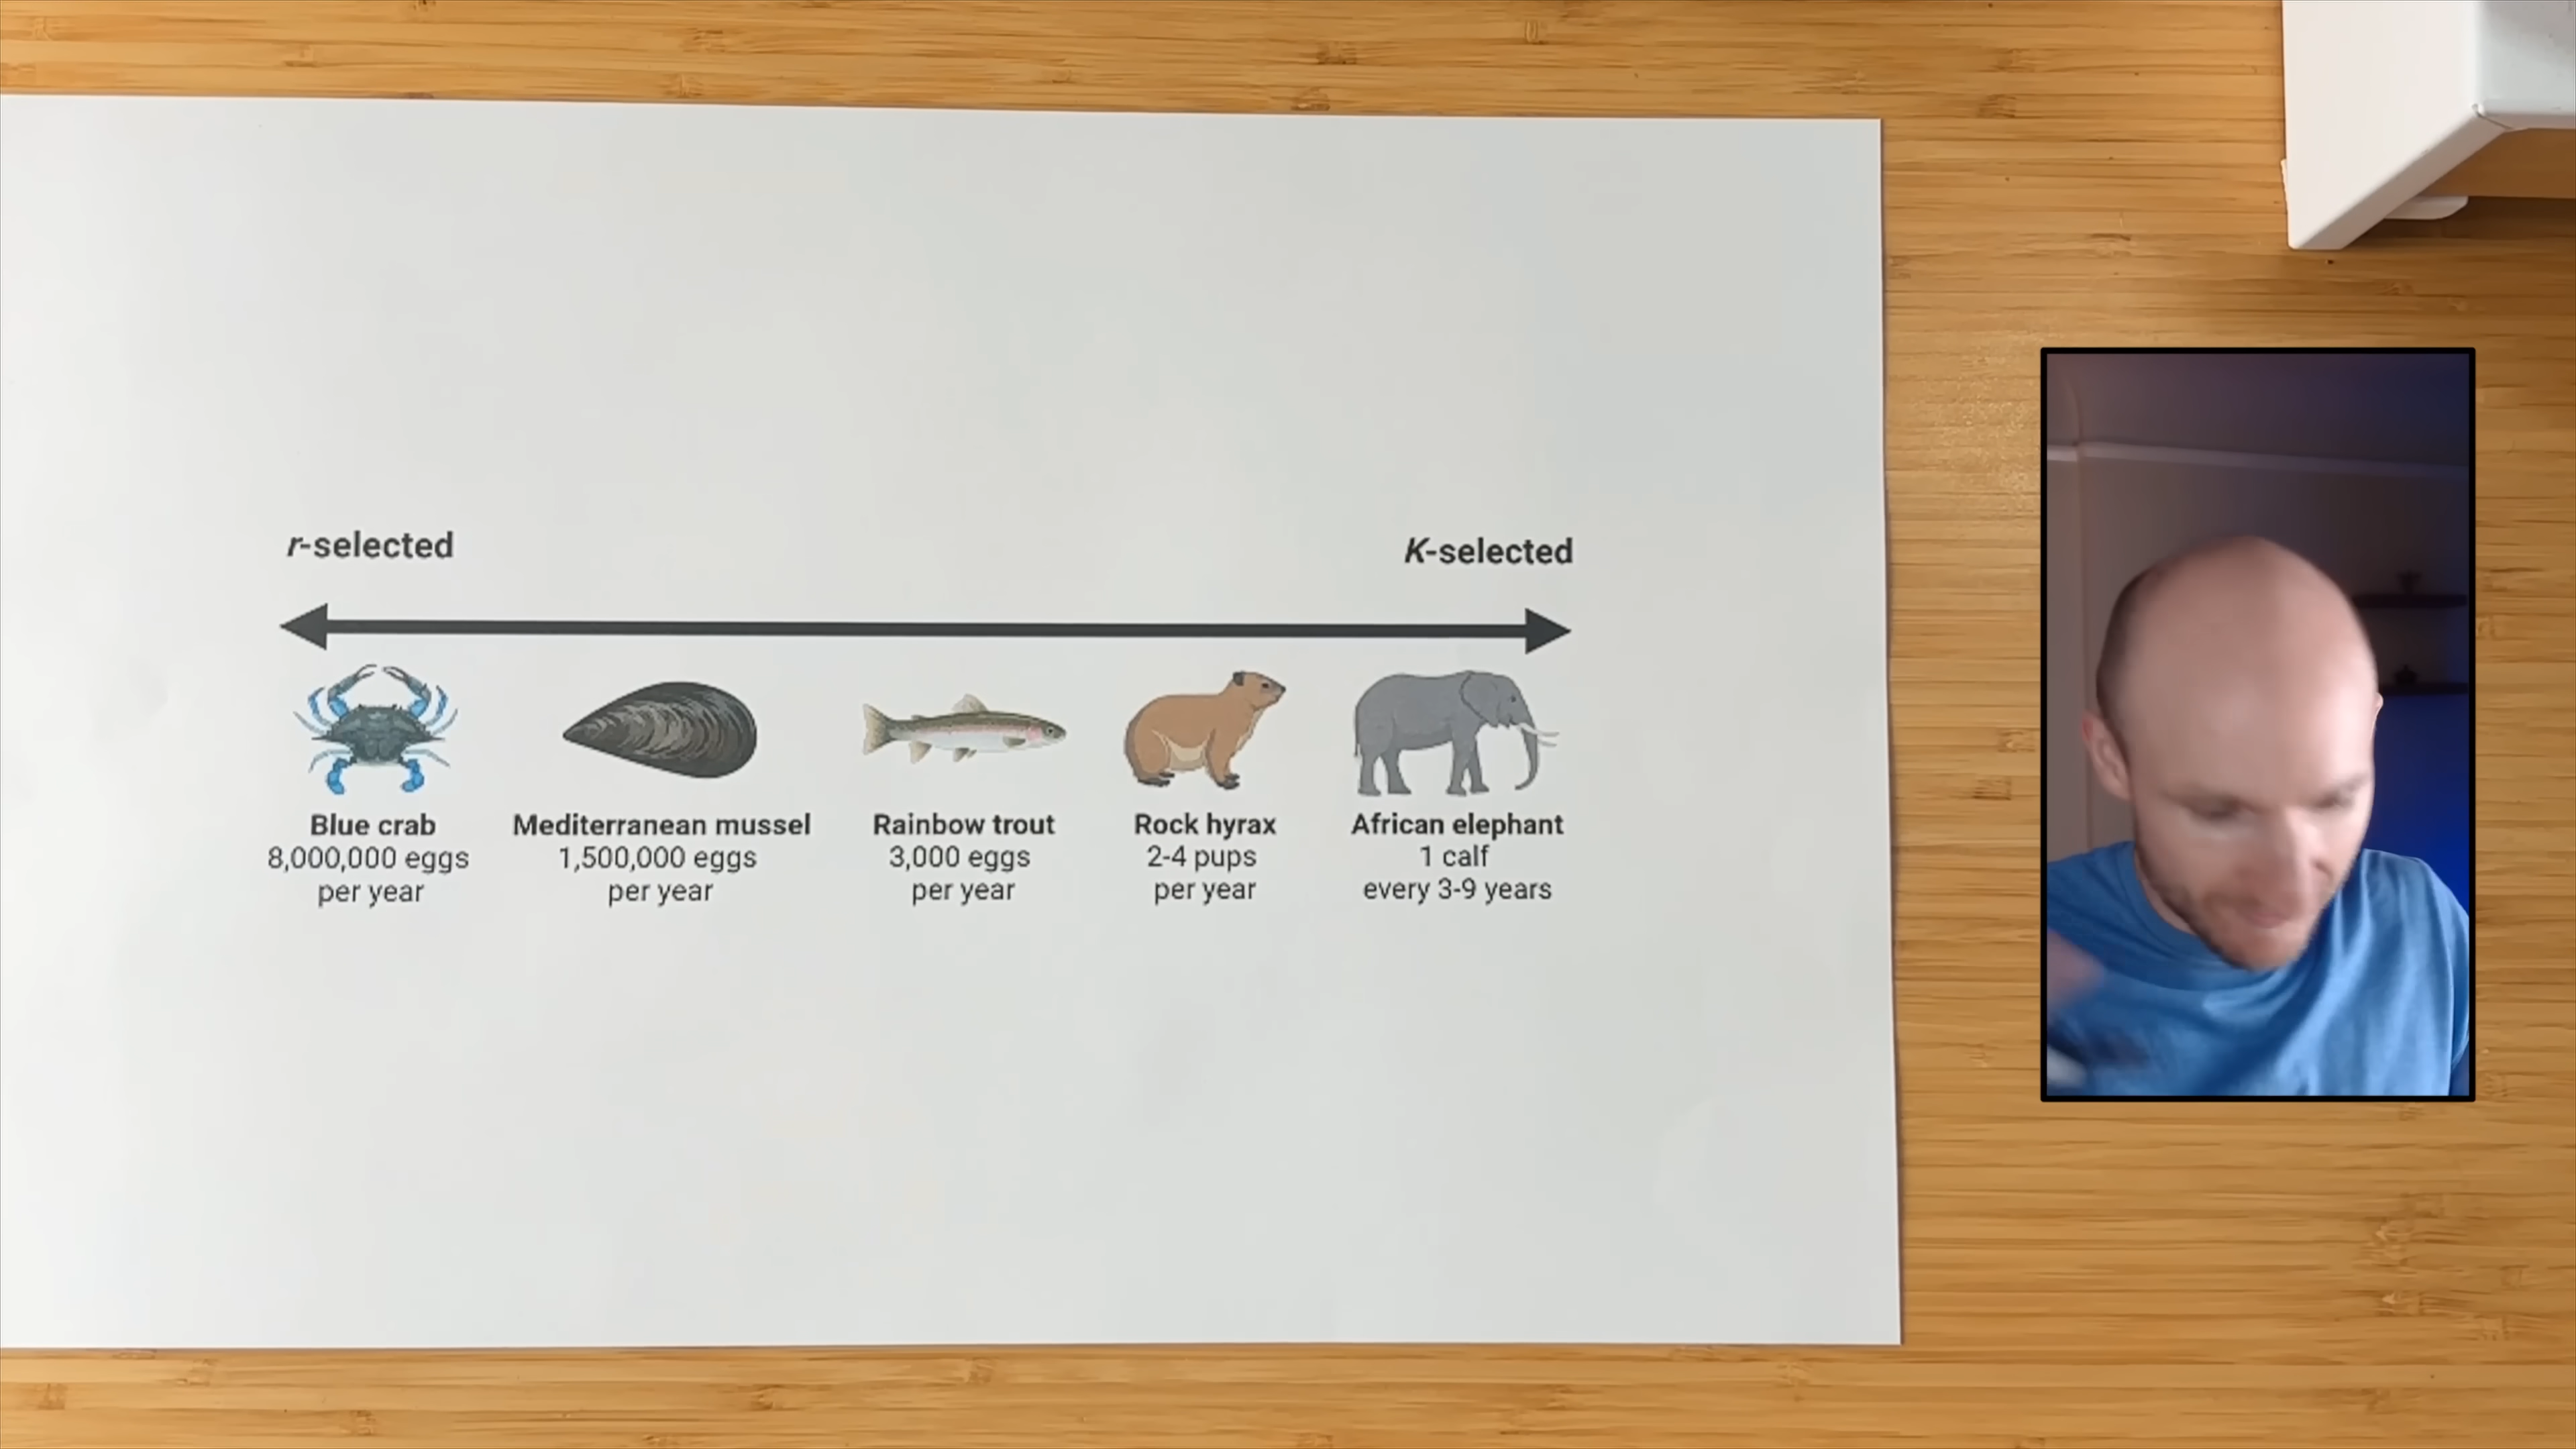 r-selected
K-selected
Blue crab
8,000,000 eggs
per year
Mediterranean mussel
1,500,000 eggs
per year
Rainbow trout
3,000 eggs
per year
Rock hyrax
2-4 pups
per year
African elephant
1 calf
every 3-9 years